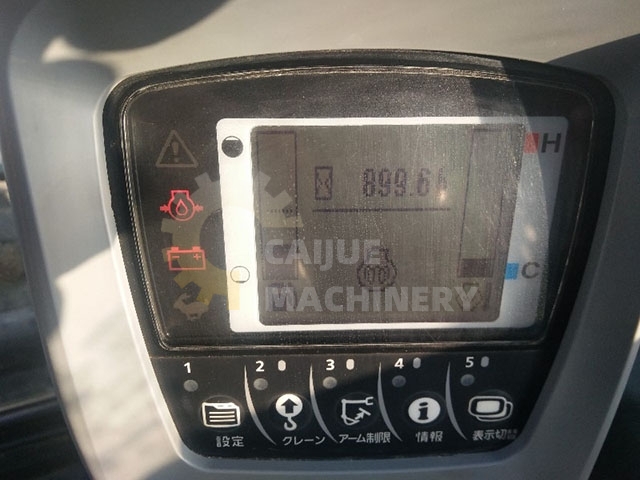 H
899.6h
CAIJUE
C
MACHINERY
1 2 3 4 5
設定 クレーン アーム制限 情報 表示切替